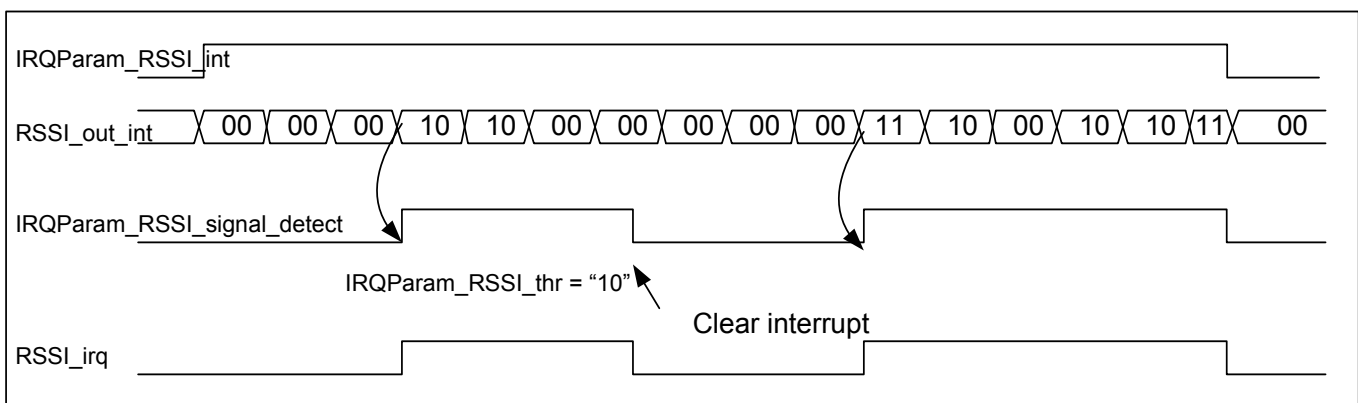 IRQParam_RSSI_int
RSSI_out_int 00 00 00 10 10 00 00 00 00 00 11 10 00 10 10 11 00
IRQParam_RSSI_signal_detect
IRQParam_RSSI_thr = “10”
Clear interrupt
RSSI_irq